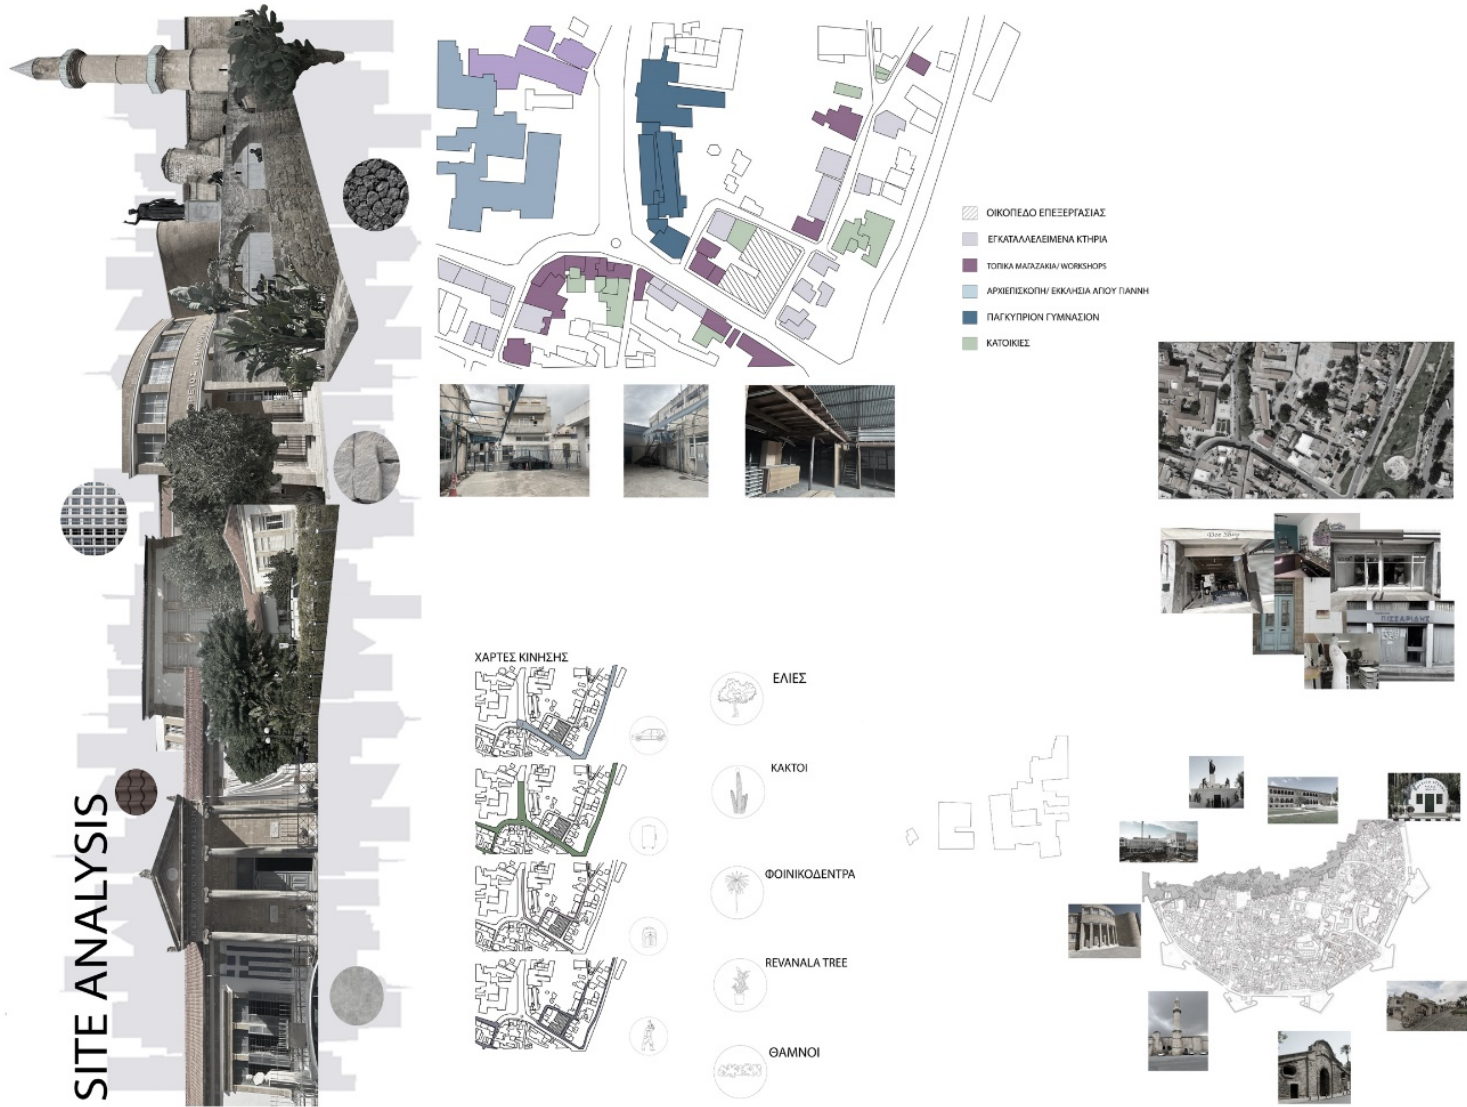 SITE ANALYSIS
ΟΙΚΟΠΕΔΟ ΕΠΕΞΕΡΓΑΣΙΑΣ
ΕΓΚΑΤΑΛΛΕΛΕΙΜΕΝΑ ΚΤΗΡΙΑ
ΤΟΠΙΚΑ ΜΑΓΑΖΑΚΙΑ/ WORKSHOPS
ΑΡΧΙΕΠΙΣΚΟΠΗ/ ΕΚΚΛΗΣΙΑ ΑΓΙΟΥ ΓΙΑΝΝΗ
ΠΑΓΚΥΠΡΙΟΝ ΓΥΜΝΑΣΙΟΝ
ΚΑΤΟΙΚΙΕΣ
ΠΙΣΣΑΡΙΔΗΣ
ΧΑΡΤΕΣ ΚΙΝΗΣΗΣ
ΕΛΙΕΣ
ΚΑΚΤΟΙ
ΦΟΙΝΙΚΟΔΕΝΤΡΑ
REVANALA TREE
ΘΑΜΝΟΙ